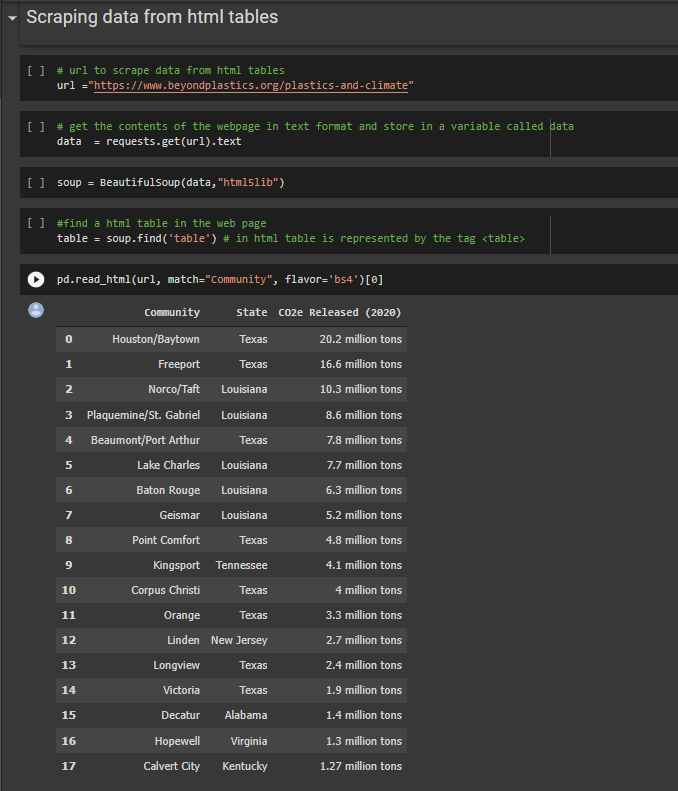 Scraping data from html tables
[ ] # url to scrape data from html tables
url ="https://www.beyondplastics.org/plastics-and-climate"
[ ] # get the contents of the webpage in text format and store in a variable called data
data  = requests.get(url).text
[ ] soup = BeautifulSoup(data,"html5lib")
[ ] #find a html table in the web page
table = soup.find('table') # in html table is represented by the tag <table>
pd.read_html(url, match="Community", flavor='bs4')[0]
Community State CO2e Released (2020)
0 Houston/Baytown Texas 20.2 million tons
1 Freeport Texas 16.6 million tons
2 Norco/Taft Louisiana 10.3 million tons
3 Plaquemine/St. Gabriel Louisiana 8.6 million tons
4 Beaumont/Port Arthur Texas 7.8 million tons
5 Lake Charles Louisiana 7.7 million tons
6 Baton Rouge Louisiana 6.3 million tons
7 Geismar Louisiana 5.2 million tons
8 Point Comfort Texas 4.8 million tons
9 Kingsport Tennessee 4.1 million tons
10 Corpus Christi Texas 4 million tons
11 Orange Texas 3.3 million tons
12 Linden New Jersey 2.7 million tons
13 Longview Texas 2.4 million tons
14 Victoria Texas 1.9 million tons
15 Decatur Alabama 1.4 million tons
16 Hopewell Virginia 1.3 million tons
17 Calvert City Kentucky 1.27 million tons